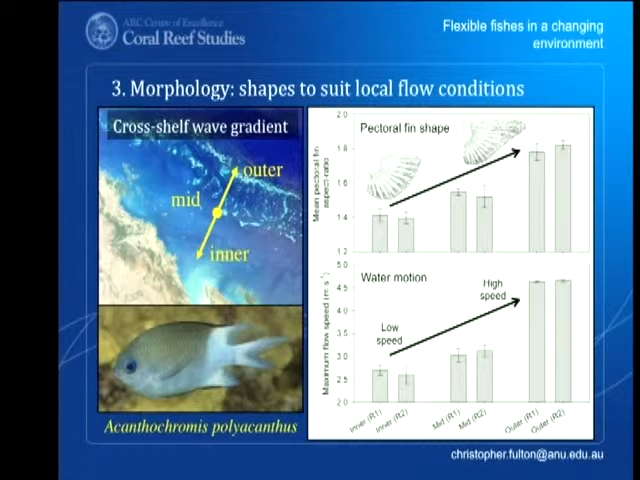 ARC Centre of Excellence
Coral Reef Studies
Flexible fishes in a changing
environment
3. Morphology: shapes to suit local flow conditions
Cross-shelf wave gradient
outer
mid
inner
Acanthochromis polyacanthus
Pectoral fin shape
Mean pectoral fin
aspect-ratio
2.0
1.8
1.6
1.4
1.2
Water motion
High
speed
Low
speed
Maximum flow speed (m s-1)
5.0
4.5
4.0
3.5
3.0
2.5
2.0
Inner (R1)
Inner (R2)
Mid (R1)
Mid (R2)
Outer (R1)
Outer (R2)
christopher.fulton@anu.edu.au